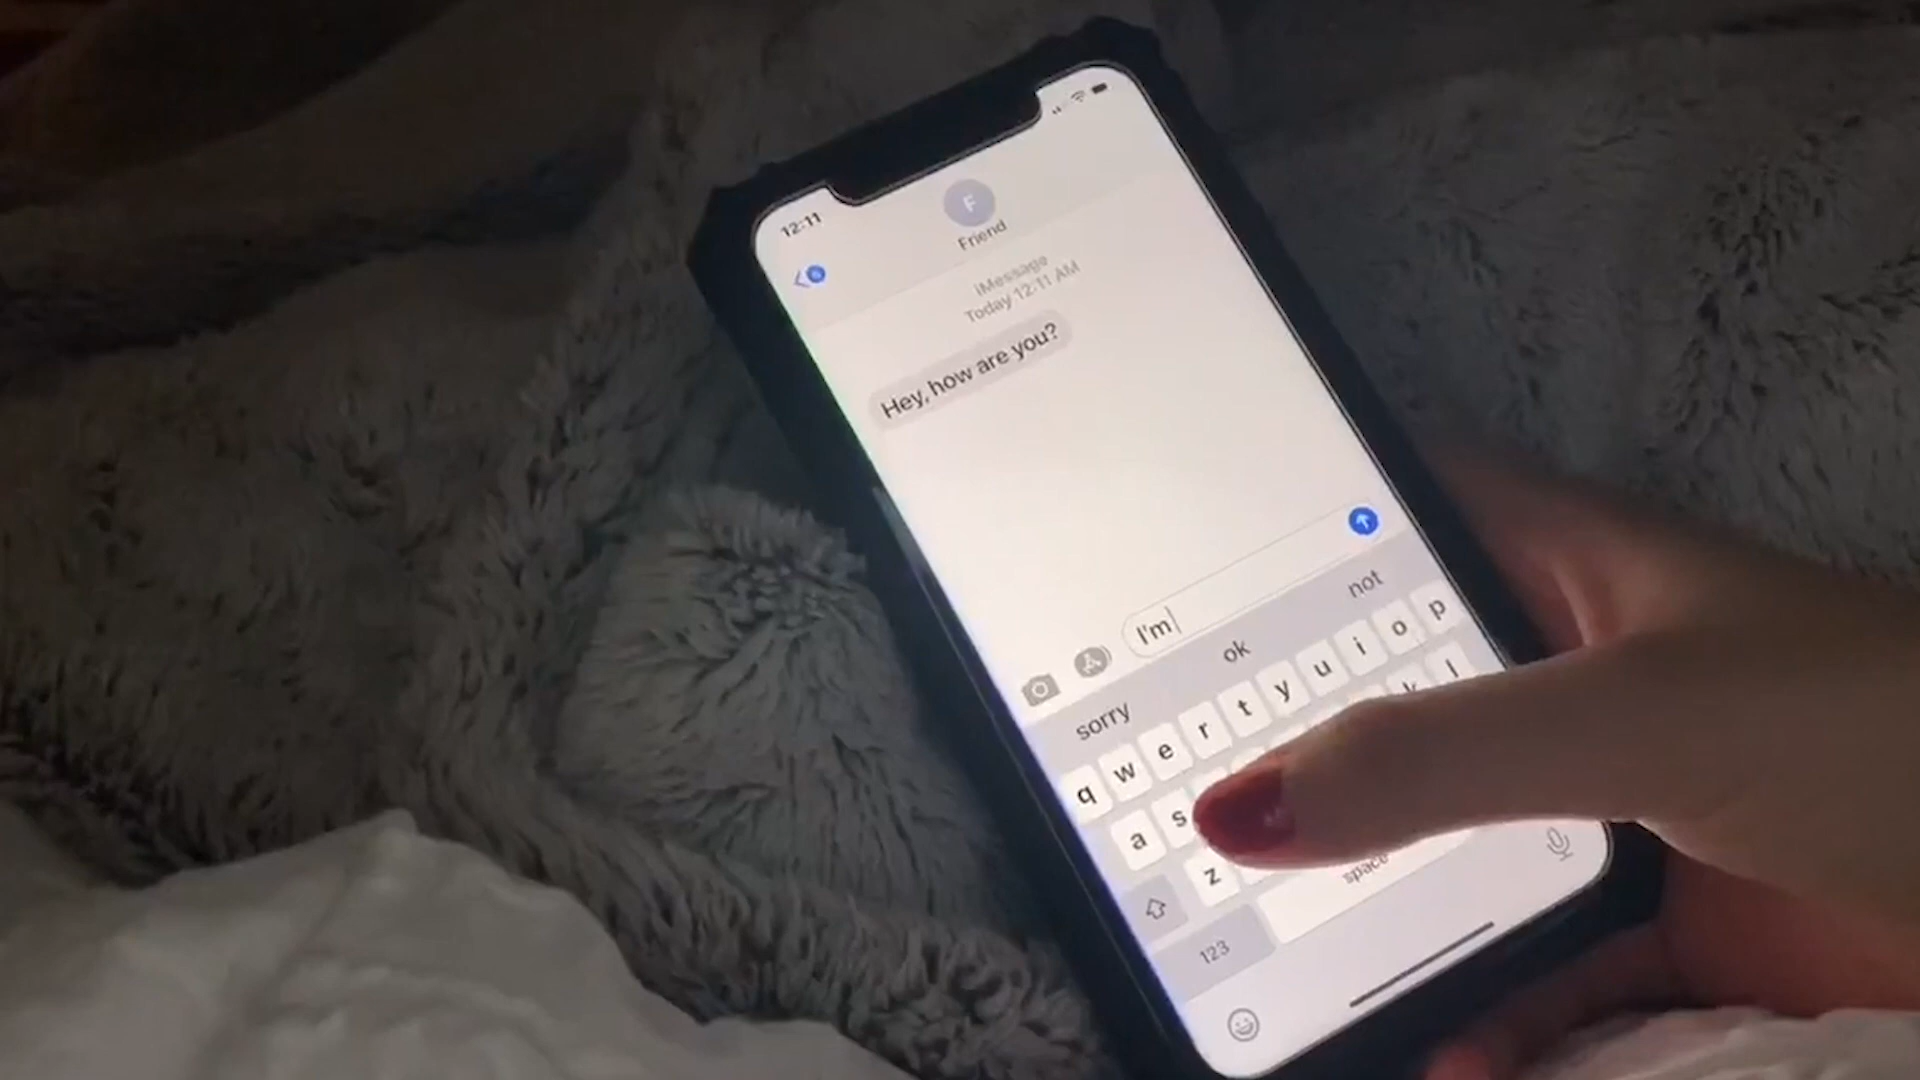 12:11
F
Friend
iMessage
Today 12:11 AM
Hey, how are you?
I'm
sorry
ok
not
q w e r t y u i o p
a s k l
z
123
space